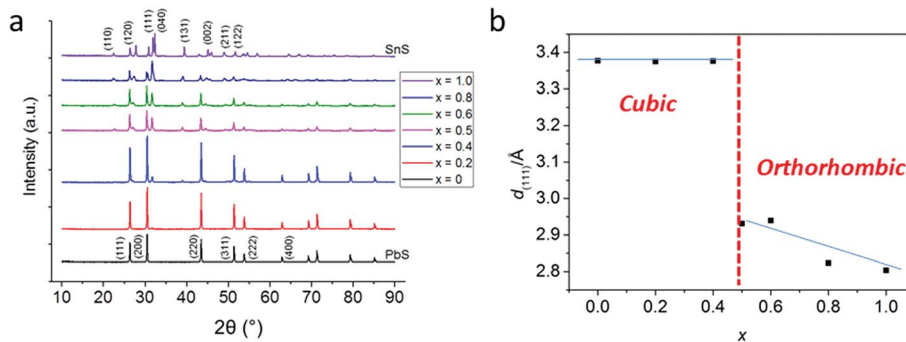 a
(110)
(120)
(111)
(040)
(131)
(002)
(211)
(122)
SnS
x = 1.0
x = 0.8
x = 0.6
x = 0.5
x = 0.4
x = 0.2
x = 0
(111)
(200)
(220)
(311)
(222)
(400)
PbS
Intensity (a.u.)
10 20 30 40 50 60 70 80 90
2θ (°)
b
3.4
3.3
3.2
3.1
3.0
2.9
2.8
d(111)/Å
Cubic
Orthorhombic
0.0 0.2 0.4 0.6 0.8 1.0
x